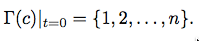 Γ(c)|ₜ₌₀ = {1, 2, . . . , n}.